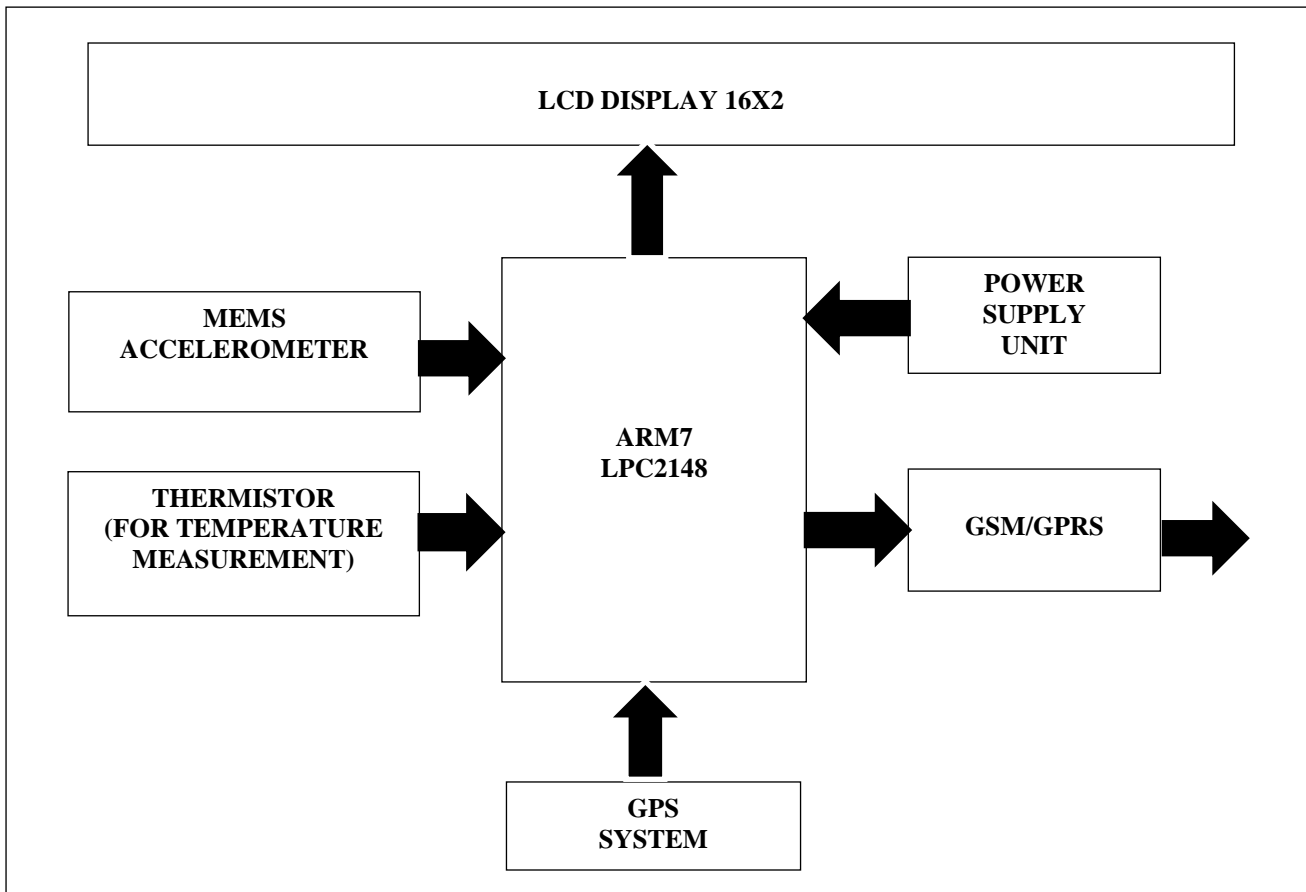 LCD DISPLAY 16X2
MEMS
ACCELEROMETER
POWER
SUPPLY
UNIT
ARM7
LPC2148
THERMISTOR
(FOR TEMPERATURE
MEASUREMENT)
GSM/GPRS
GPS
SYSTEM